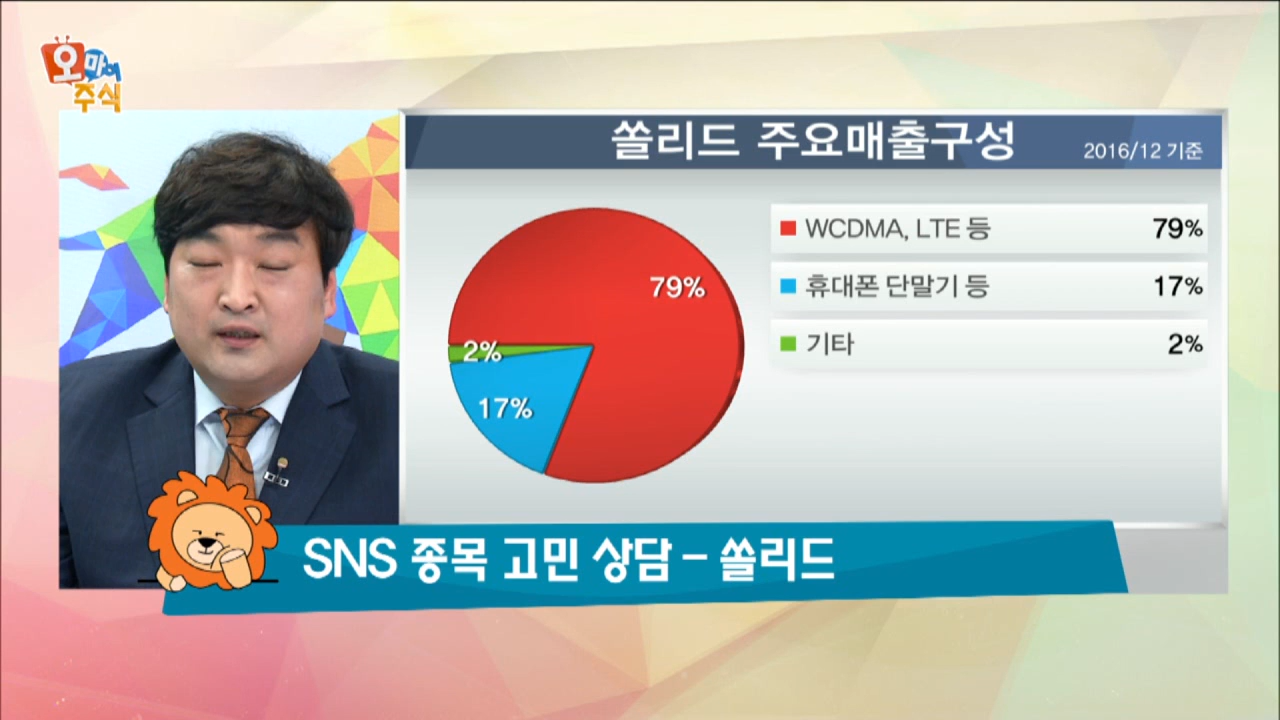 오마이
주식
쏠리드 주요매출구성
2016/12 기준
79%
2%
17%
WCDMA, LTE 등 79%
휴대폰 단말기 등 17%
기타 2%
SNS 종목 고민 상담 - 쏠리드